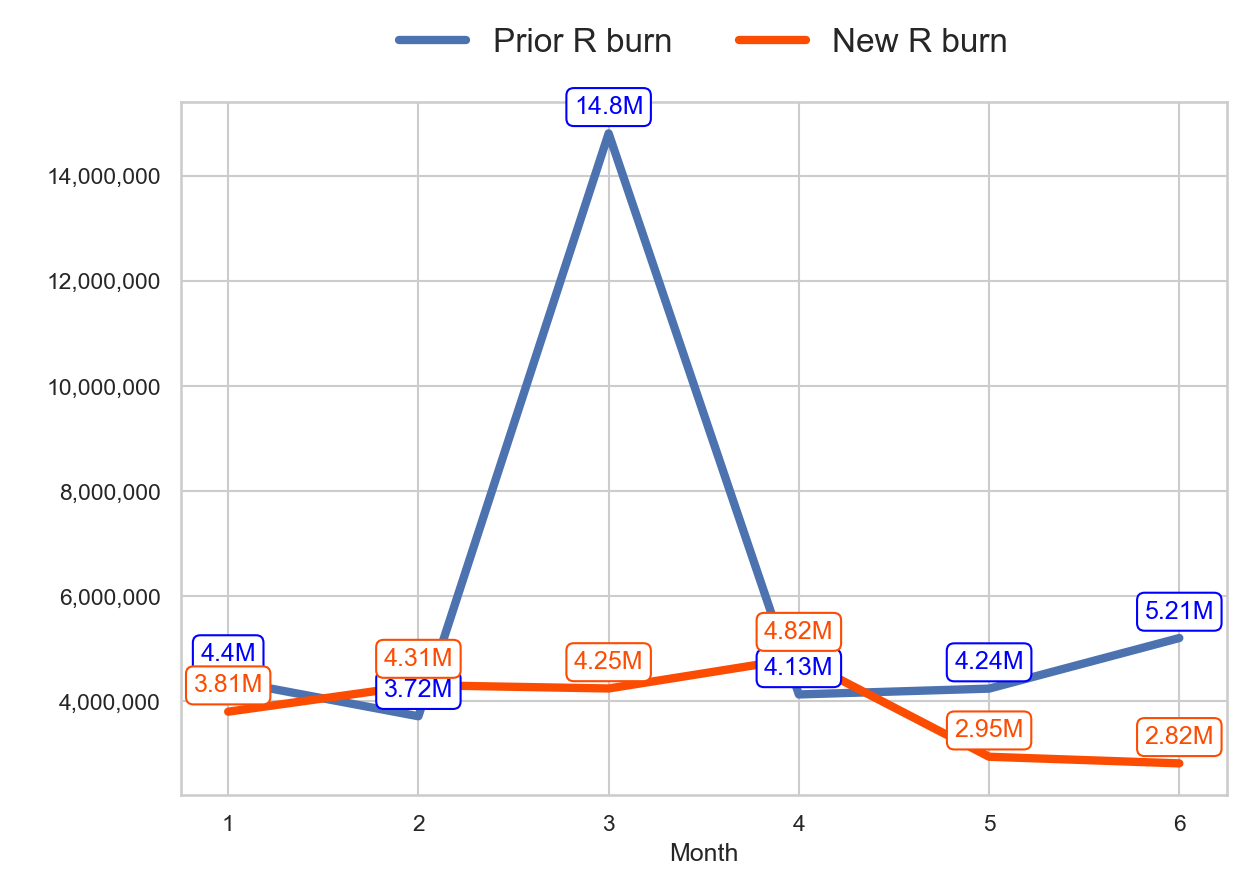 Prior R burn New R burn
14.8M
14,000,000
12,000,000
10,000,000
8,000,000
6,000,000
4,000,000
4.4M
3.81M
4.31M
3.72M
4.25M
4.82M
4.13M
4.24M
2.95M
5.21M
2.82M
1 2 3 4 5 6
Month